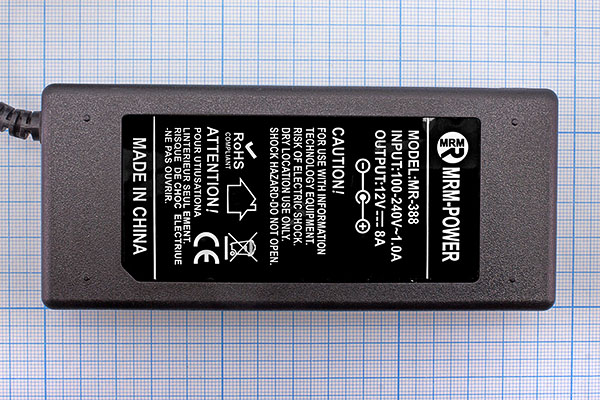 MRM
MRM-POWER
MODEL:MR-388
INPUT:100-240V~1.0A
OUTPUT:12V 8A
CAUTION!
FOR USE WITH INFORMATION
TECHNOLOGY EQUIPMENT.
RISK OF ELECTRIC SHOCK.
DRY LOCATION USE ONLY.
SHOCK HAZARD-DO NOT OPEN.
RoHS
COMPLIANT
ATTENTION!
POUR UTIUSATIONA
LINTERIEUR SEUL EMENT.
RISQUE DE CHOC ELECTRIUE
-NE PAS OUVRIR.
CE
MADE IN CHINA